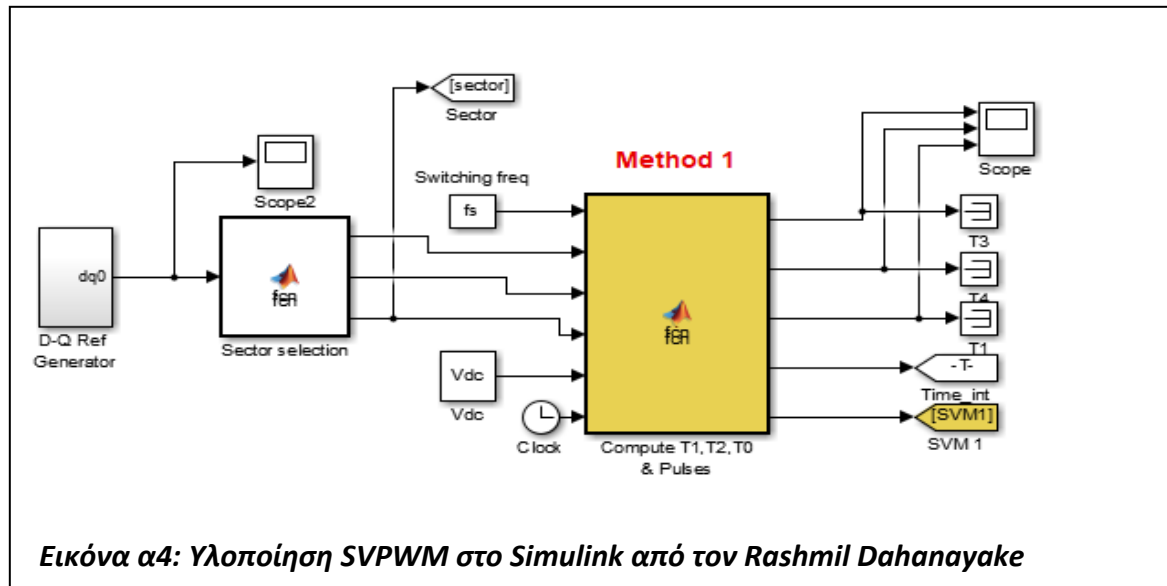 [sector]
Sector
Method 1
Switching freq
fs
Scope2
Scope
dq0
D-Q Ref
Generator
fcn
Sector selection
fcn
T3
T4
T1
Vdc
Vdc
-T-
Time_int
Clock
Compute T1,T2,T0
& Pulses
[SVM1]
SVM 1
Εικόνα α4: Υλοποίηση SVPWM στο Simulink από τον Rashmil Dahanayake